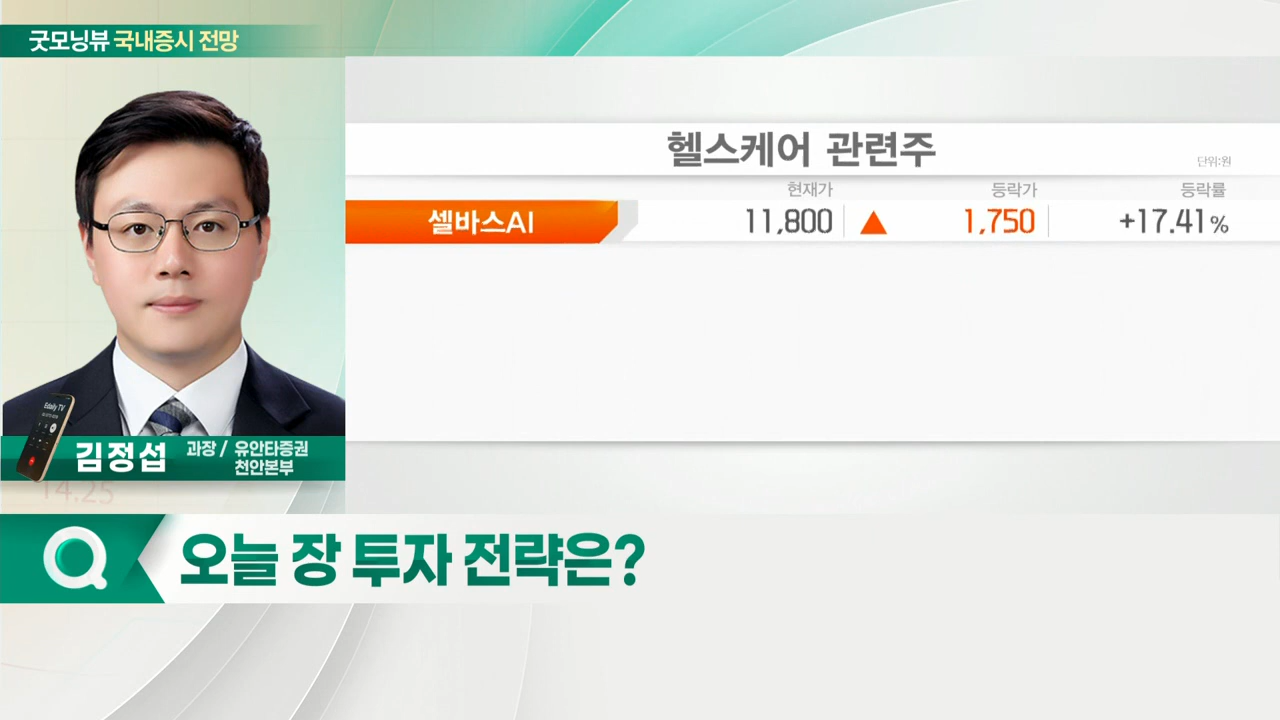 굿모닝뷰 국내증시 전망
헬스케어 관련주
단위:원
현재가 등락가 등락률
셀바스AI 11,800 ▲ 1,750 +17.41%
Edaily TV
김정섭 과장 / 유안타증권
천안본부
14.25
오늘 장 투자 전략은?